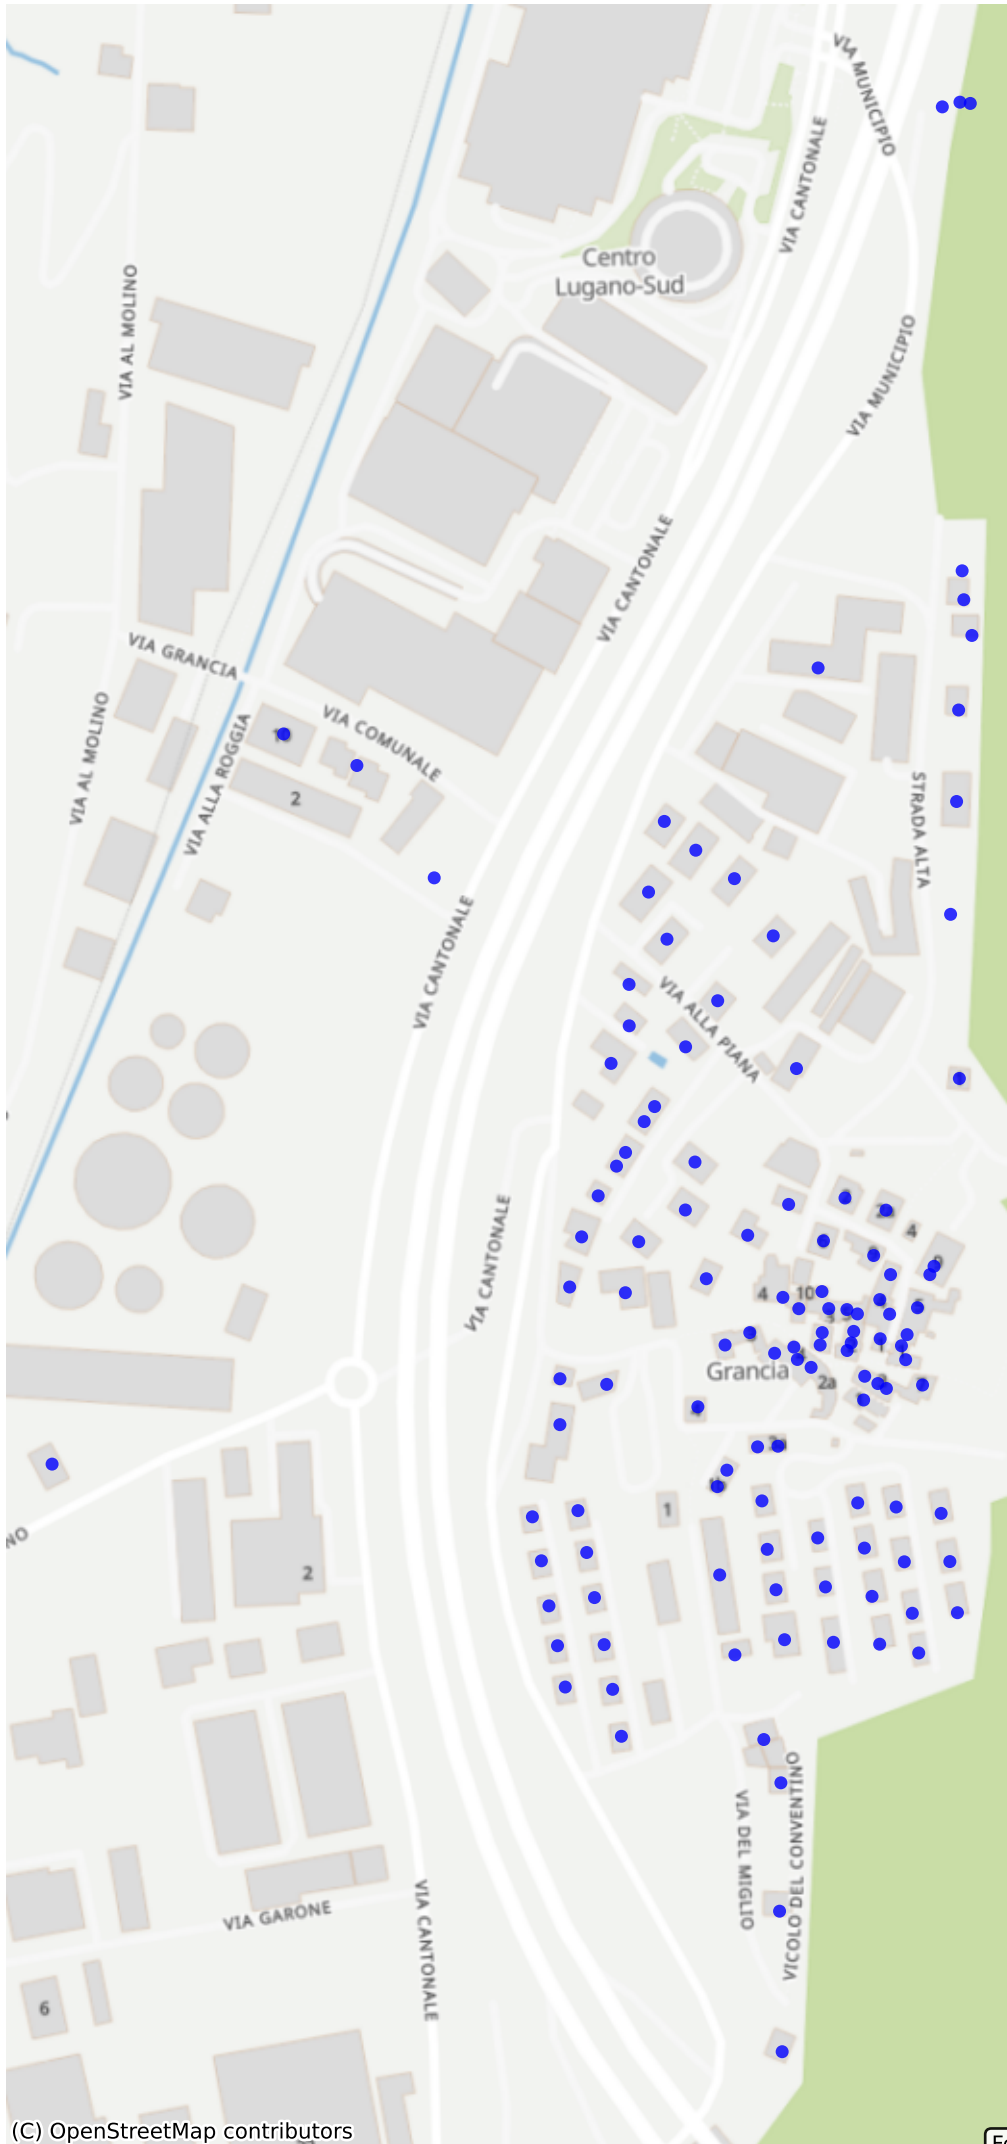 VIA MUNICIPIO
VIA CANTONALE
Centro
Lugano-Sud
VIA AL MOLINO
VIA MUNICIPIO
VIA CANTONALE
VIA GRANCIA
VIA COMUNALE
VIA AL MOLINO
VIA ALLA ROGGIA
2
STRADA ALTA
VIA CANTONALE
VIA ALLA PIANA
VIA CANTONALE
4
9
4
10
Grancia
2a
1
2
NO
VIA DEL MIGLIO
VICOLO DEL CONVENTINO
VIA GARONE
VIA CANTONALE
6
(C) OpenStreetMap contributors